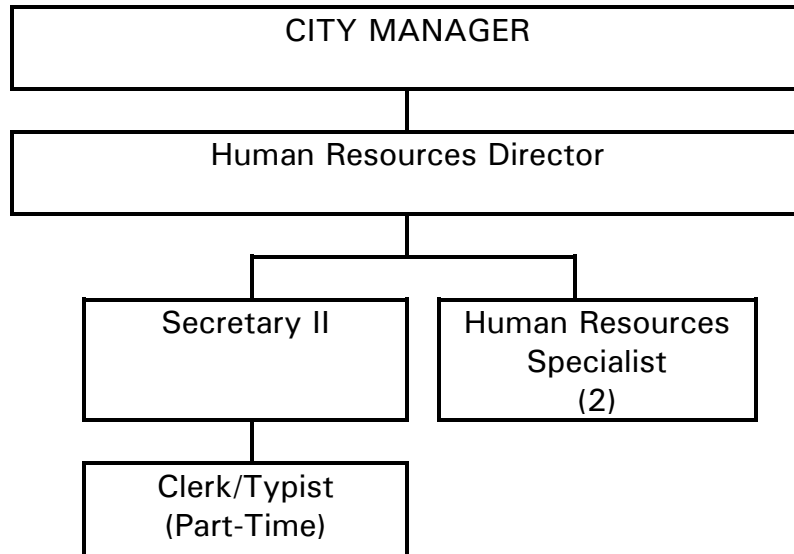 CITY MANAGER
Human Resources Director
Secretary II
Human Resources
Specialist
(2)
Clerk/Typist
(Part-Time)